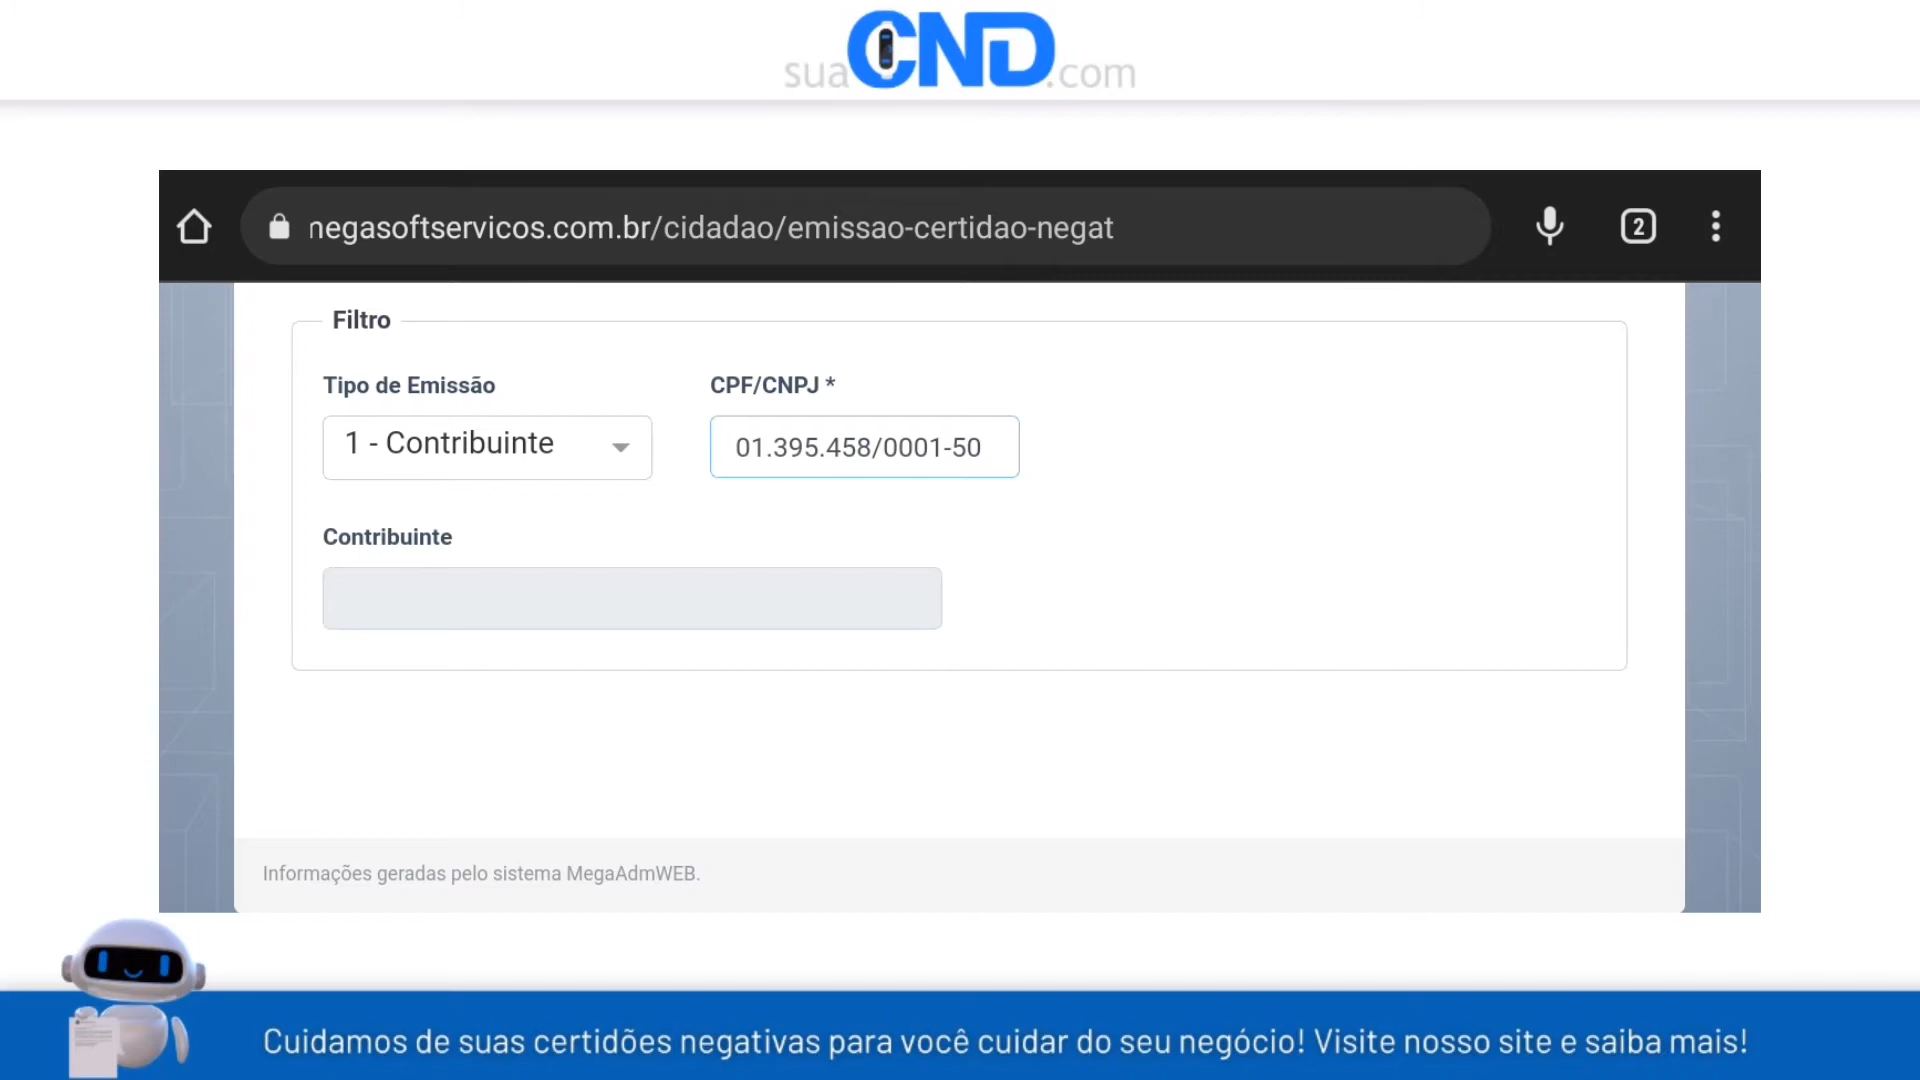 suaCND.com
negasoftservicos.com.br/cidadao/emissao-certidao-negat
2
Filtro
Tipo de Emissão
CPF/CNPJ *
1 - Contribuinte
01.395.458/0001-50
Contribuinte
Informações geradas pelo sistema MegaAdmWEB.
Cuidamos de suas certidões negativas para você cuidar do seu negócio! Visite nosso site e saiba mais!